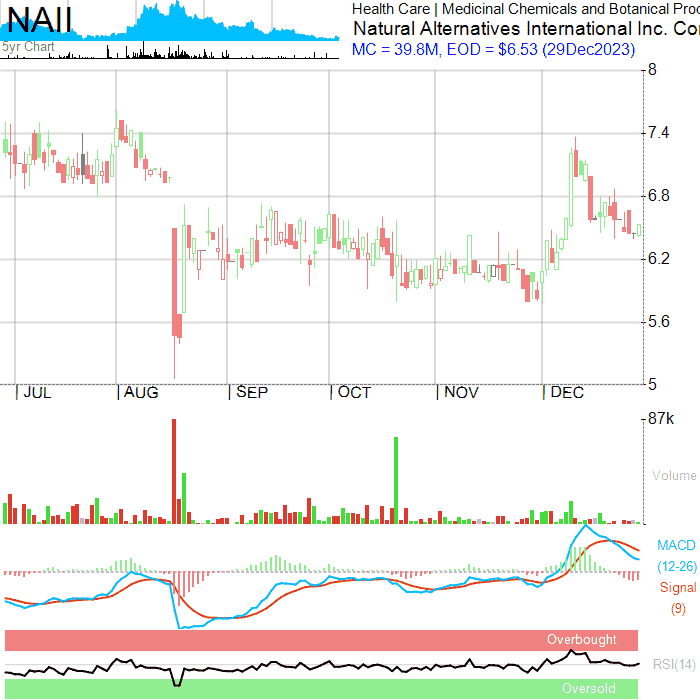 NAII
5yr Chart
Health Care | Medicinal Chemicals and Botanical Prod
Natural Alternatives International Inc. Cor
MC = 39.8M, EOD = $6.53 (29Dec2023)
8
7.4
6.8
6.2
5.6
5
JUL AUG SEP OCT NOV DEC
87k
Volume
MACD
(12-26)
Signal
(9)
Overbought
RSI(14)
Oversold